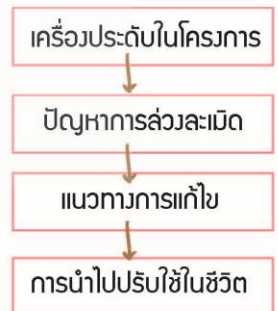 เครื่องประดับในโครงการ
ปัญหาการล่วงละเมิด
แนวทางการแก้ไข
การนำไปปรับใช้ในชีวิต